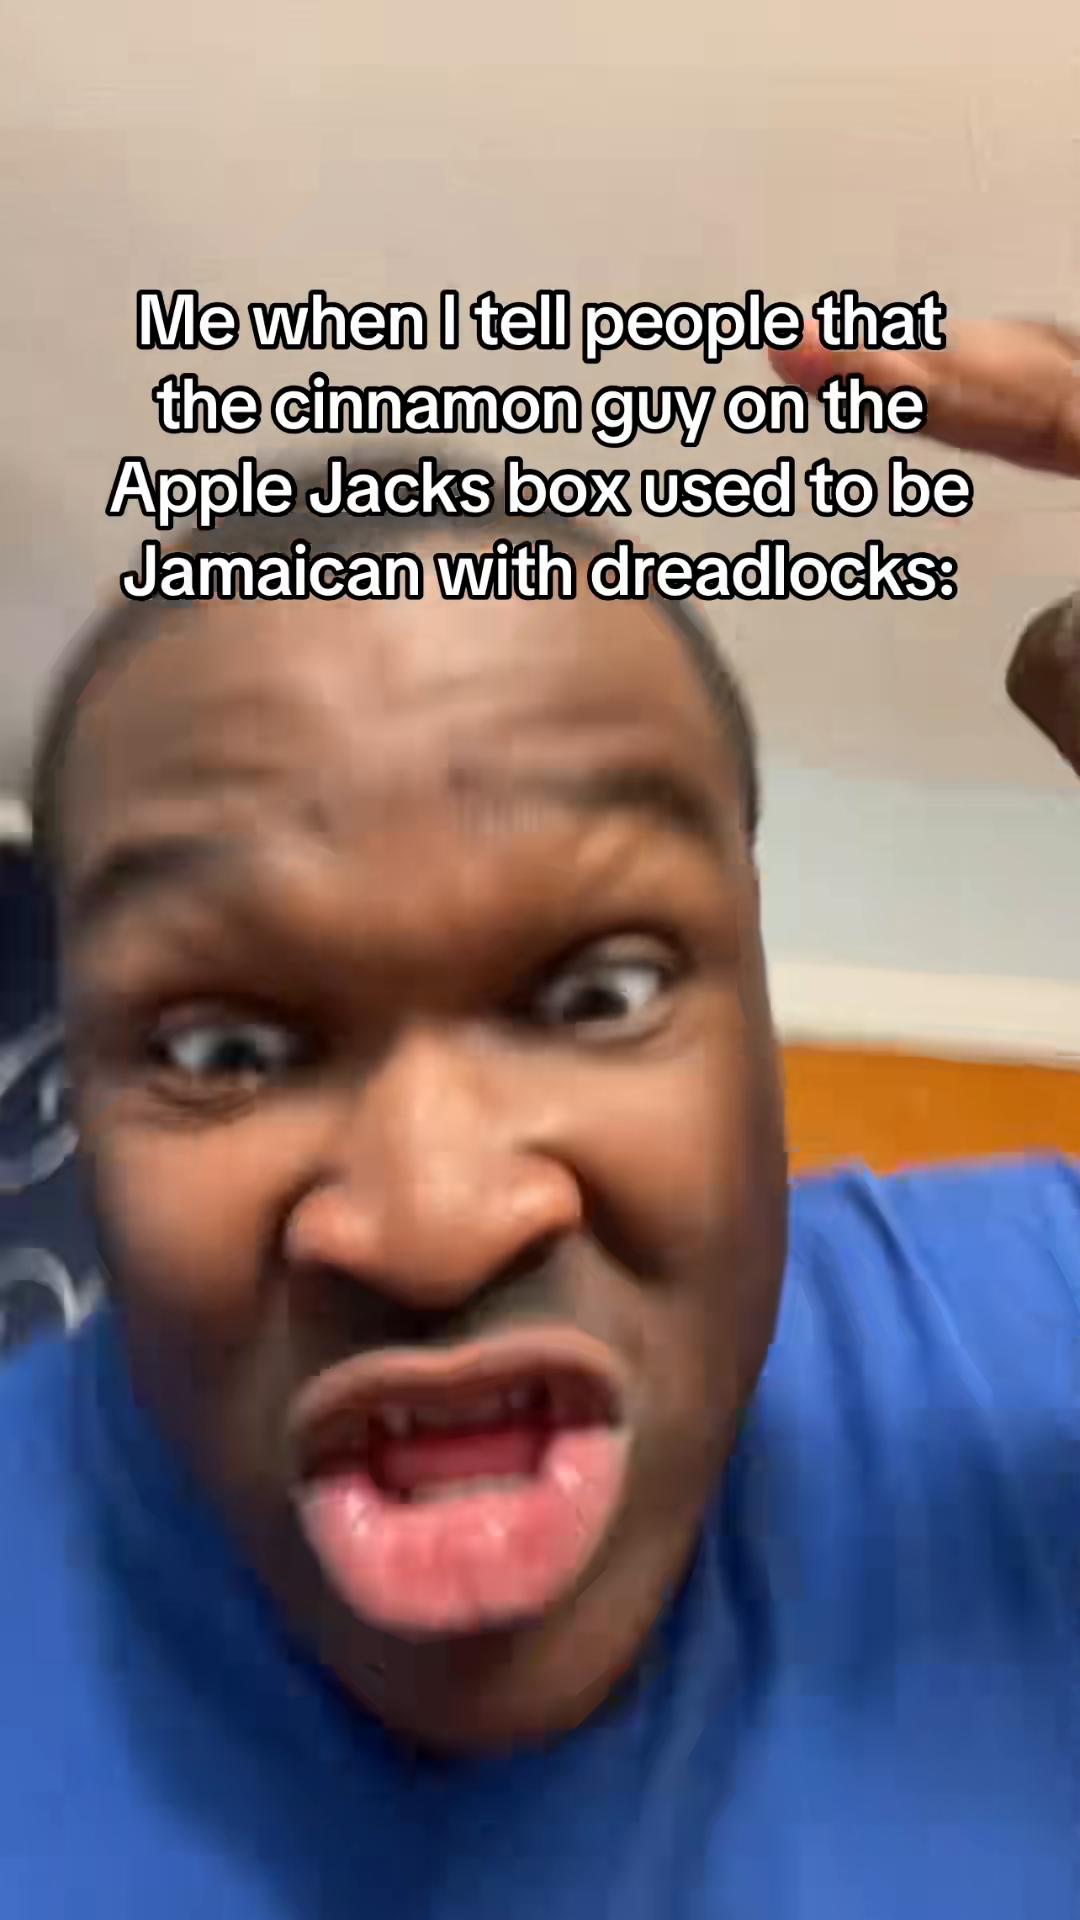 Me when I tell people that
the cinnamon guy on the
Apple Jacks box used to be
Jamaican with dreadlocks: